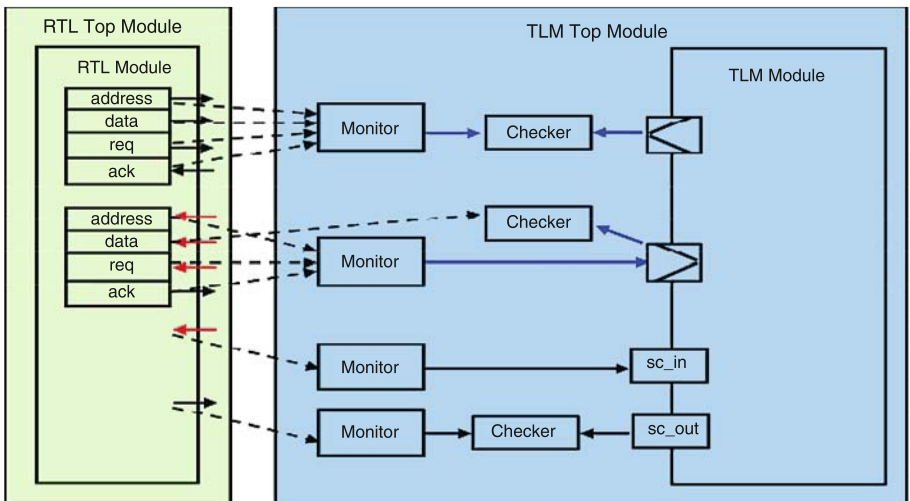 RTL Top Module
RTL Module
address
data
req
ack
address
data
req
ack
TLM Top Module
TLM Module
Monitor
Checker
Checker
Monitor
Monitor
sc_in
Monitor
Checker
sc_out